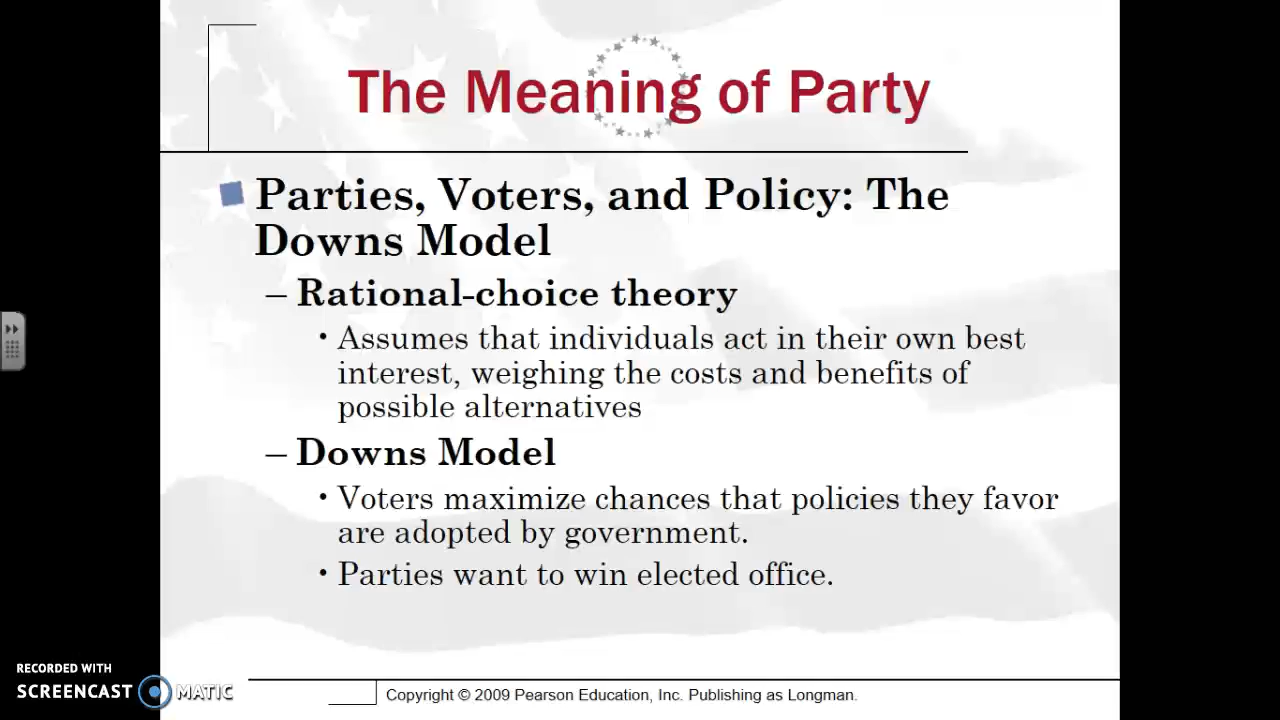 The Meaning of Party
Parties, Voters, and Policy: The
Downs Model
– Rational-choice theory
• Assumes that individuals act in their own best
interest, weighing the costs and benefits of
possible alternatives
– Downs Model
• Voters maximize chances that policies they favor
are adopted by government.
• Parties want to win elected office.
RECORDED WITH
SCREENCAST MATIC
Copyright © 2009 Pearson Education, Inc. Publishing as Longman.